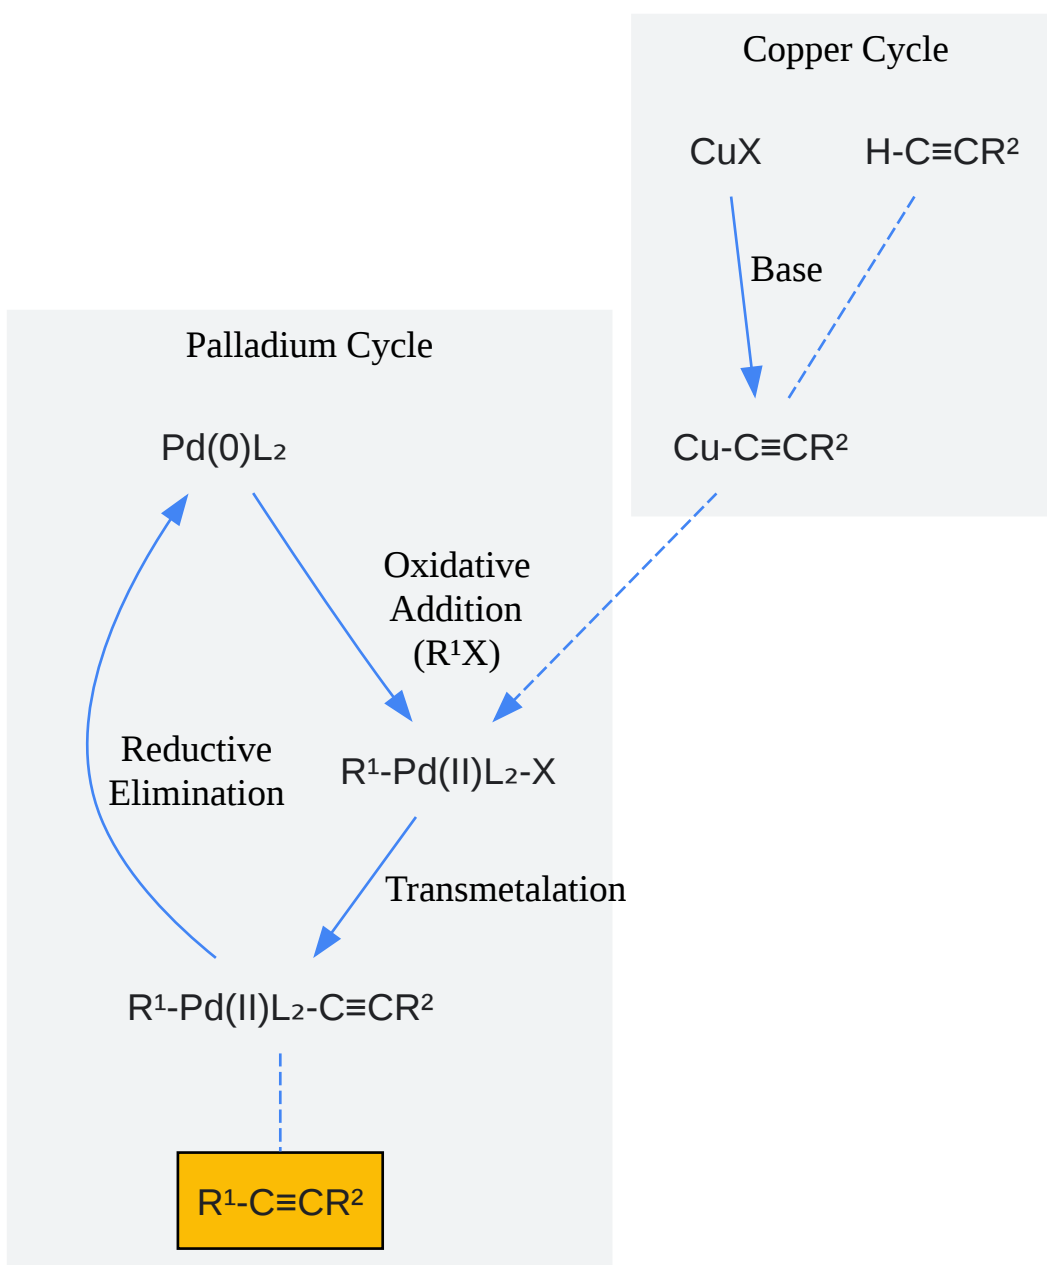 Copper Cycle
CuX
H-C≡CR²
Base
Palladium Cycle
Pd(0)L₂
Cu-C≡CR²
Oxidative
Addition
(R¹X)
Reductive
Elimination
R¹-Pd(II)L₂-X
Transmetalation
R¹-Pd(II)L₂-C≡CR²
R¹-C≡CR²